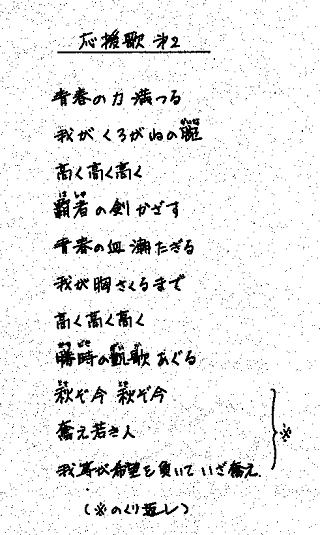 応援歌 オ2
青春の力満つる
我がくろがねの腕
高く高く高く
覇者の剣かざす
青春の血潮たぎる
我が胸さくるまで
高く高く高く
勝時の凱歌あぐる
秋ぞ今 秋ぞ今
奮え若き人
我等が希望を負いていざ奮え
※
(※のくり返し)